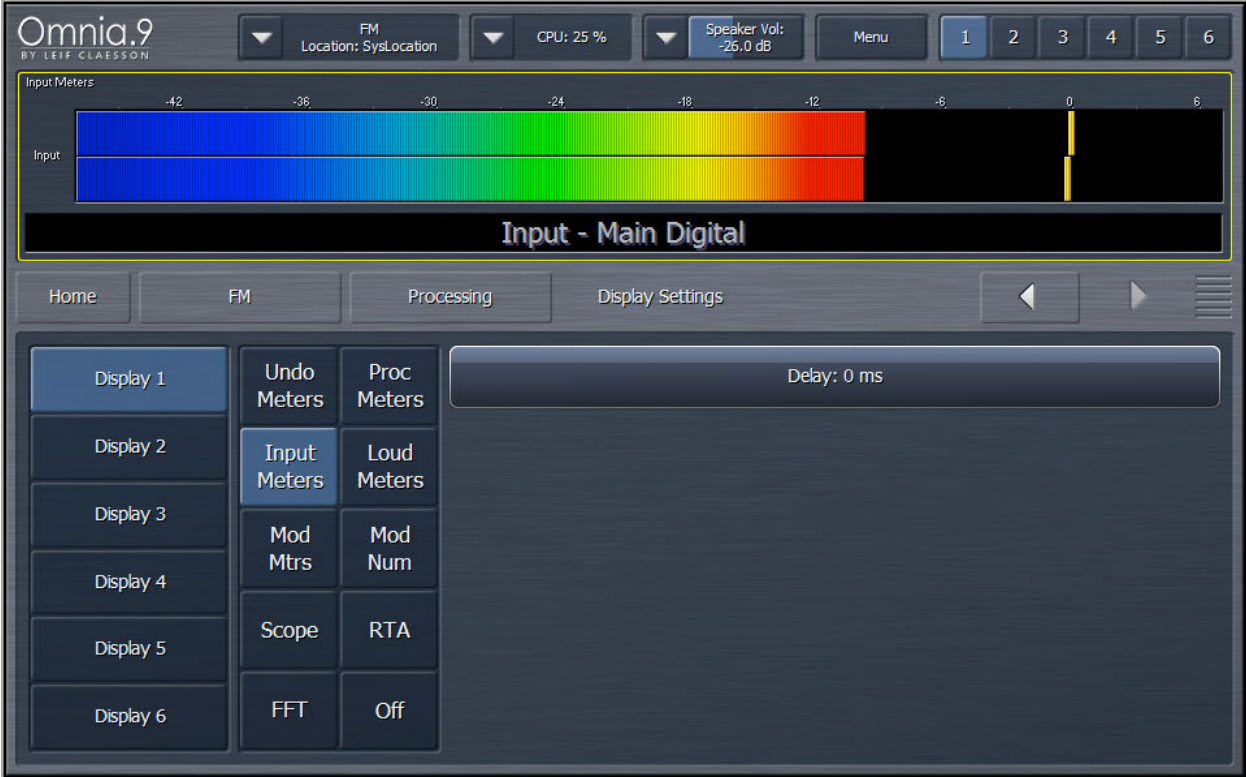 Omnia.9
BY LEIF CLAESSON
FM
Location: SysLocation
CPU: 25 %
Speaker Vol:
-26.0 dB
Menu
1 2 3 4 5 6
Input Meters
-42 -36 -30 -24 -18 -12 -6 0 6
Input
Input - Main Digital
Home FM Processing Display Settings
Display 1
Display 2
Display 3
Display 4
Display 5
Display 6
Undo
Meters
Proc
Meters
Input
Meters
Loud
Meters
Mod
Mtrs
Mod
Num
Scope
RTA
FFT
Off
Delay: 0 ms